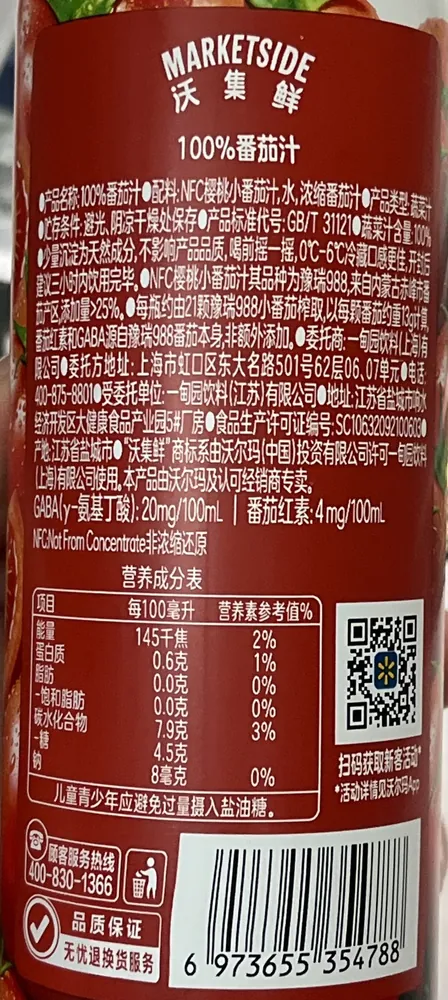 MARKETSIDE
沃集鲜
100%番茄汁
●产品名称:100%番茄汁●配料:NFC樱桃小番茄汁,水,浓缩番茄汁●产品类型:蔬菜汁
●贮存条件:避光、阴凉干燥处保存●产品标准代号:GB/T 31121●蔬菜汁含量:100%
●少量沉淀为天然成分,不影响产品品质,喝前摇一摇,0℃-6℃冷藏口感更佳,开封后
建议三小时内饮用完毕。●NFC樱桃小番茄汁其品种为豫瑞988,来自内蒙古赤峰市番
茄产区添加量>25%。●每瓶约由21颗豫瑞988小番茄榨取,以每颗番茄约重13g计算,
番茄红素和GABA源自豫瑞988番茄本身,非额外添加。●委托商:一甸园饮料(上海)有
限公司●委托方地址:上海市虹口区东大名路501号62层06、07单元●电话:
400-875-8801●受委托单位:一甸园饮料(江苏)有限公司●地址:江苏省盐城市响水
经济开发区大健康食品产业园5#厂房●食品生产许可证编号:SC10632092100603●
产地:江苏省盐城市●“沃集鲜”商标系由沃尔玛(中国)投资有限公司许可一甸园饮料
(上海)有限公司使用。本产品由沃尔玛及认可经销商专卖。
GABA(γ-氨基丁酸):20mg/100mL | 番茄红素:4mg/100mL
NFC:Not From Concentrate非浓缩还原
营养成分表
项目 每100毫升 营养素参考值%
能量 145千焦 2%
蛋白质 0.6克 1%
脂肪 0.0克 0%
-饱和脂肪 0.0克 0%
碳水化合物 7.9克 3%
-糖 4.5克
钠 8毫克 0%
儿童青少年应避免过量摄入盐油糖。
扫码获取新客活动*
*活动详情见沃尔玛App
顾客服务热线
400-830-1366
品质保证
无忧退换货服务
6 973655 354788